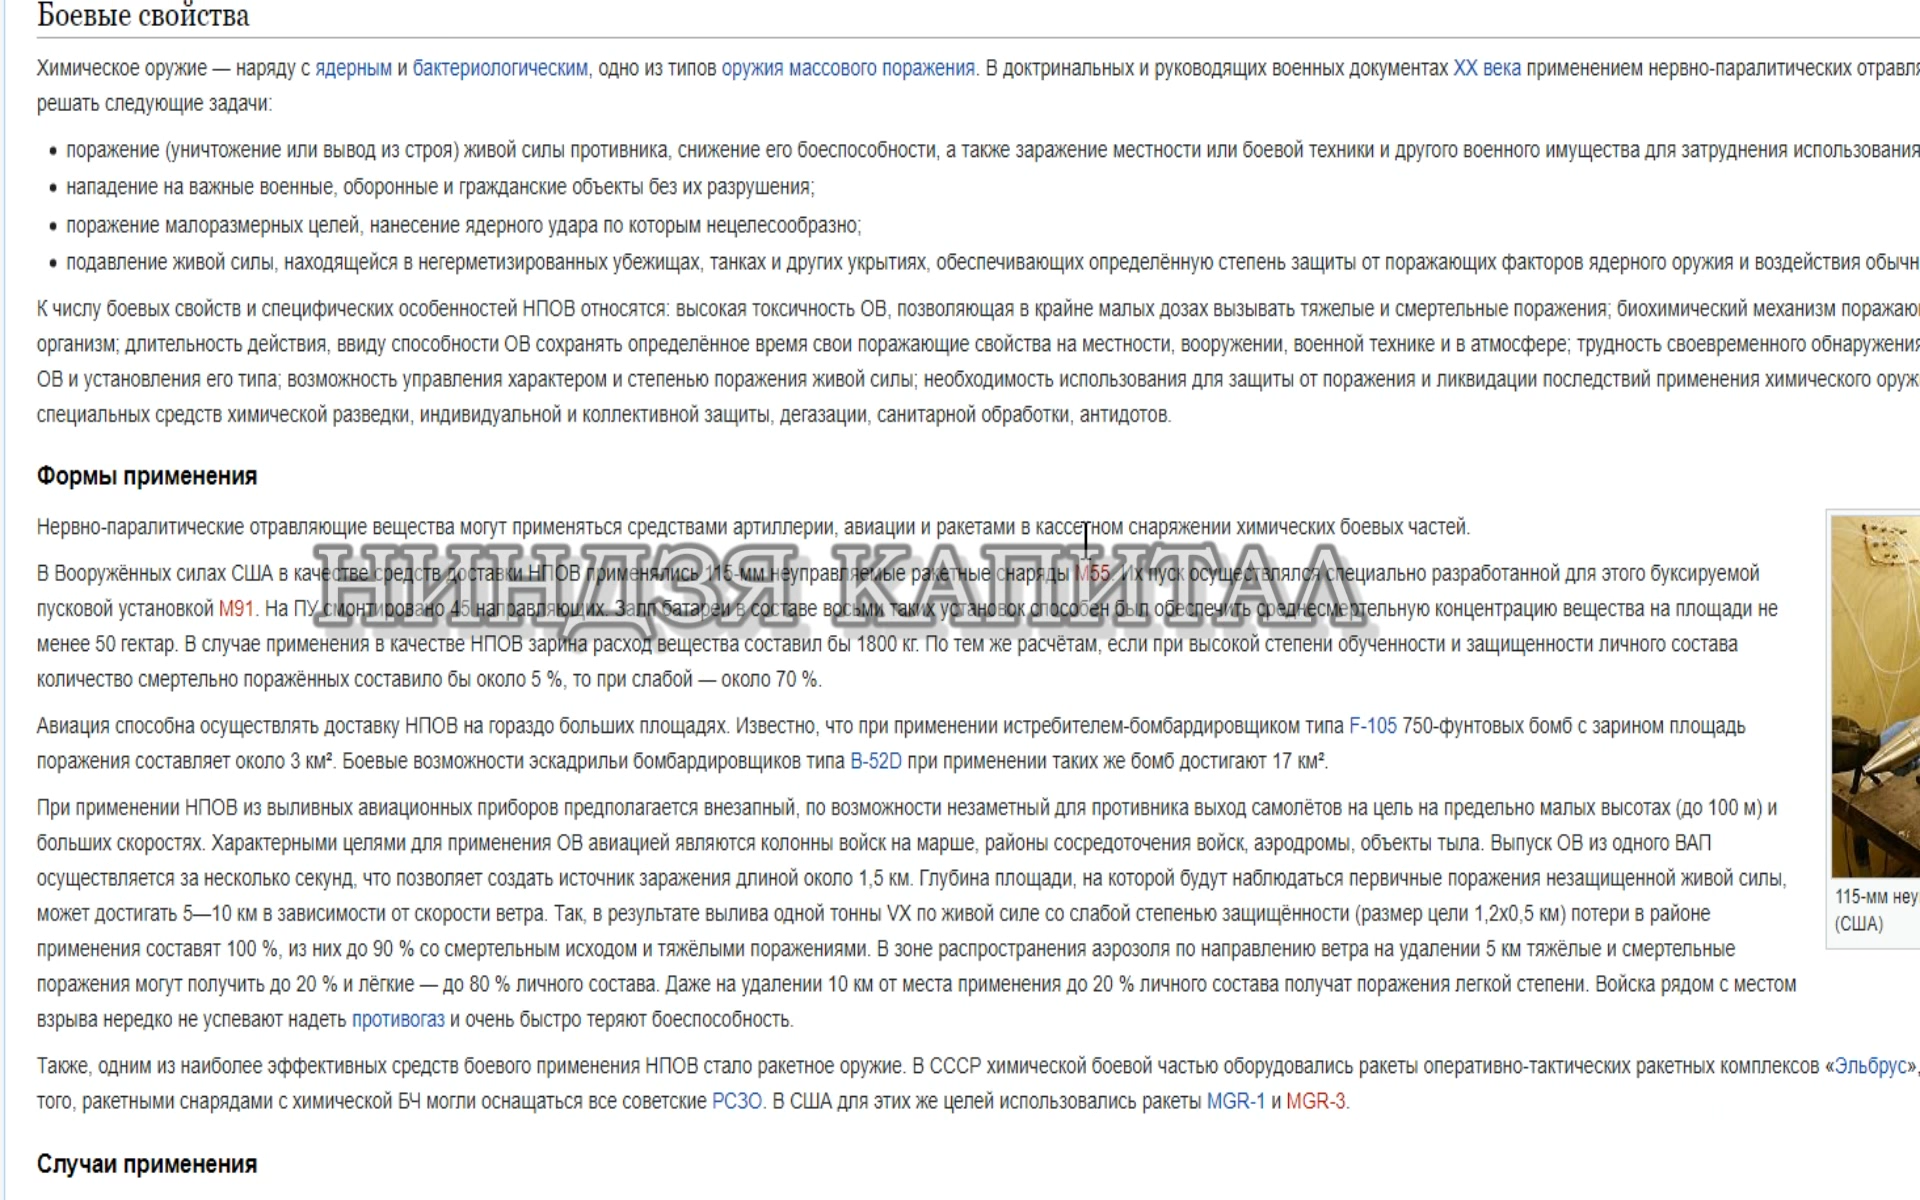 Боевые свойства
Химическое оружие — наряду с ядерным и бактериологическим, одно из типов оружия массового поражения. В доктринальных и руководящих военных документах XX века применением нервно-паралитических
решать следующие задачи:
• поражение (уничтожение или вывод из строя) живой силы противника, снижение его боеспособности, а также заражение местности или боевой техники и другого военного имущества для затруднения использования
• нападение на важные военные, оборонные и гражданские объекты без их разрушения;
• поражение малоразмерных целей, нанесение ядерного удара по которым нецелесообразно;
• подавление живой силы, находящейся в негерметизированных убежищах, танках и других укрытиях, обеспечивающих определённую степень защиты от поражающих факторов ядерного оружия и воздействия
К числу боевых свойств и специфических особенностей НПОВ относятся: высокая токсичность ОВ, позволяющая в крайне малых дозах вызывать тяжелые и смертельные поражения; биохимический механизм
организм; длительность действия, ввиду способности ОВ сохранять определённое время свои поражающие свойства на местности, вооружении, военной технике и в атмосфере; трудность своевременного обнаружения
ОВ и установления его типа; возможность управления характером и степенью поражения живой силы; необходимость использования для защиты от поражения и ликвидации последствий применения химического
специальных средств химической разведки, индивидуальной и коллективной защиты, дегазации, санитарной обработки, антидотов.
Формы применения
Нервно-паралитические отравляющие вещества могут применяться средствами артиллерии, авиации и ракетами в кассетном снаряжении химических боевых частей.
НИНДЗЯ КАПИТАЛ
В Вооружённых силах США в качестве средств доставки НПОВ применялись 115-мм неуправляемые ракетные снаряды M55. Их пуск осуществлялся специально разработанной для этого буксируемой
пусковой установкой M91. На ПУ смонтировано 45 направляющих. Залп батареи в составе восьми таких установок способен был обеспечить среднесмертельную концентрацию вещества на площади не
менее 50 гектар. В случае применения в качестве НПОВ зарина расход вещества составил бы 1800 кг. По тем же расчётам, если при высокой степени обученности и защищенности личного состава
количество смертельно поражённых составило бы около 5 %, то при слабой — около 70 %.
Авиация способна осуществлять доставку НПОВ на гораздо больших площадях. Известно, что при применении истребителем-бомбардировщиком типа F-105 750-фунтовых бомб с зарином площадь
поражения составляет около 3 км². Боевые возможности эскадрильи бомбардировщиков типа B-52D при применении таких же бомб достигают 17 км².
При применении НПОВ из выливных авиационных приборов предполагается внезапный, по возможности незаметный для противника выход самолётов на цель на предельно малых высотах (до 100 м) и
больших скоростях. Характерными целями для применения ОВ авиацией являются колонны войск на марше, районы сосредоточения войск, аэродромы, объекты тыла. Выпуск ОВ из одного ВАП
осуществляется за несколько секунд, что позволяет создать источник заражения длиной около 1,5 км. Глубина площади, на которой будут наблюдаться первичные поражения незащищенной живой силы,
может достигать 5—10 км в зависимости от скорости ветра. Так, в результате вылива одной тонны VX по живой силе со слабой степенью защищённости (размер цели 1,2x0,5 км) потери в районе
применения составят 100 %, из них до 90 % со смертельным исходом и тяжёлыми поражениями. В зоне распространения аэрозоля по направлению ветра на удалении 5 км тяжёлые и смертельные
поражения могут получить до 20 % и лёгкие — до 80 % личного состава. Даже на удалении 10 км от места применения до 20 % личного состава получат поражения легкой степени. Войска рядом с местом
взрыва нередко не успевают надеть противогаз и очень быстро теряют боеспособность.
115-мм
(США)
Также, одним из наиболее эффективных средств боевого применения НПОВ стало ракетное оружие. В СССР химической боевой частью оборудовались ракеты оперативно-тактических ракетных комплексов «Эльбрус»,
того, ракетными снарядами с химической БЧ могли оснащаться все советские РСЗО. В США для этих же целей использовались ракеты MGR-1 и MGR-3.
Случаи применения